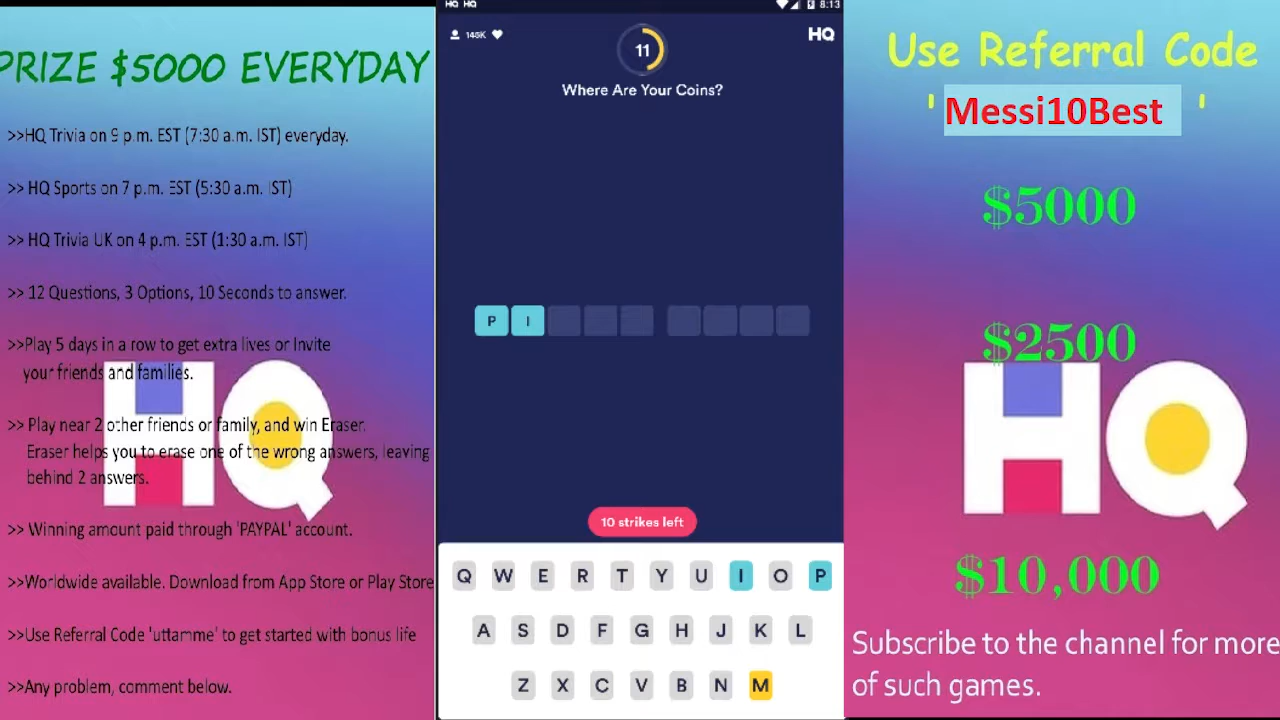 PRIZE $5000 EVERYDAY
>>HQ Trivia on 9 p.m. EST (7:30 a.m. IST) everyday.
>> HQ Sports on 7 p.m. EST (5:30 a.m. IST)
>> HQ Trivia UK on 4 p.m. EST (1:30 a.m. IST)
>> 12 Questions, 3 Options, 10 Seconds to answer.
>>Play 5 days in a row to get extra lives or Invite
your friends and families.
>> Play near 2 other friends or family, and win Eraser.
Eraser helps you to erase one of the wrong answers, leaving
behind 2 answers.
HQ
>> Winning amount paid through 'PAYPAL' account.
>>Worldwide available. Download from App Store or Play Store
>>Use Referral Code 'uttamme' to get started with bonus life
>>Any problem, comment below.
HQ HQ 8:13
145K 11 HQ
Where Are Your Coins?
P I
10 strikes left
Q W E R T Y U I O P
A S D F G H J K L
Z X C V B N M
Use Referral Code
' Messi10Best '
$5000
$2500
HQ
$10,000
Subscribe to the channel for more
of such games.